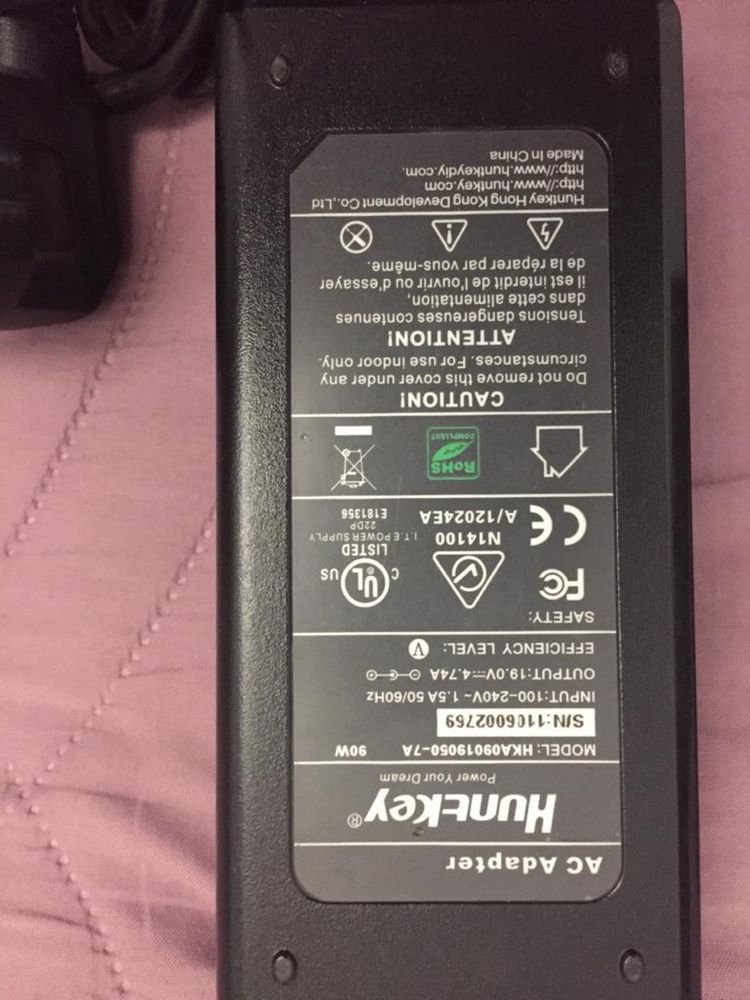 AC Adapter
Huntkey®
Power Your Dream
MODEL: HKA09019050-7A 90W
S/N:1106002769
INPUT:100-240V~ 1.5A 50/60Hz
OUTPUT:19.0V⎓4.74A
EFFICIENCY LEVEL: V
SAFETY:
FC
N14100
C UL US
LISTED
I.T.E POWER SUPPLY
22DP
E181356
CE
A/12024EA
RoHS
COMPLIANT
CAUTION!
Do not remove this cover under any
circumstances. For use indoor only.
ATTENTION!
Tensions dangereuses contenues
dans cette alimentation,
il est interdit de l'ouvrir ou d'essayer
de la réparer par vous-même.
Huntkey Hong Kong Development Co.,Ltd
http://www.huntkey.com
http://www.huntkeydiy.com.
Made In China